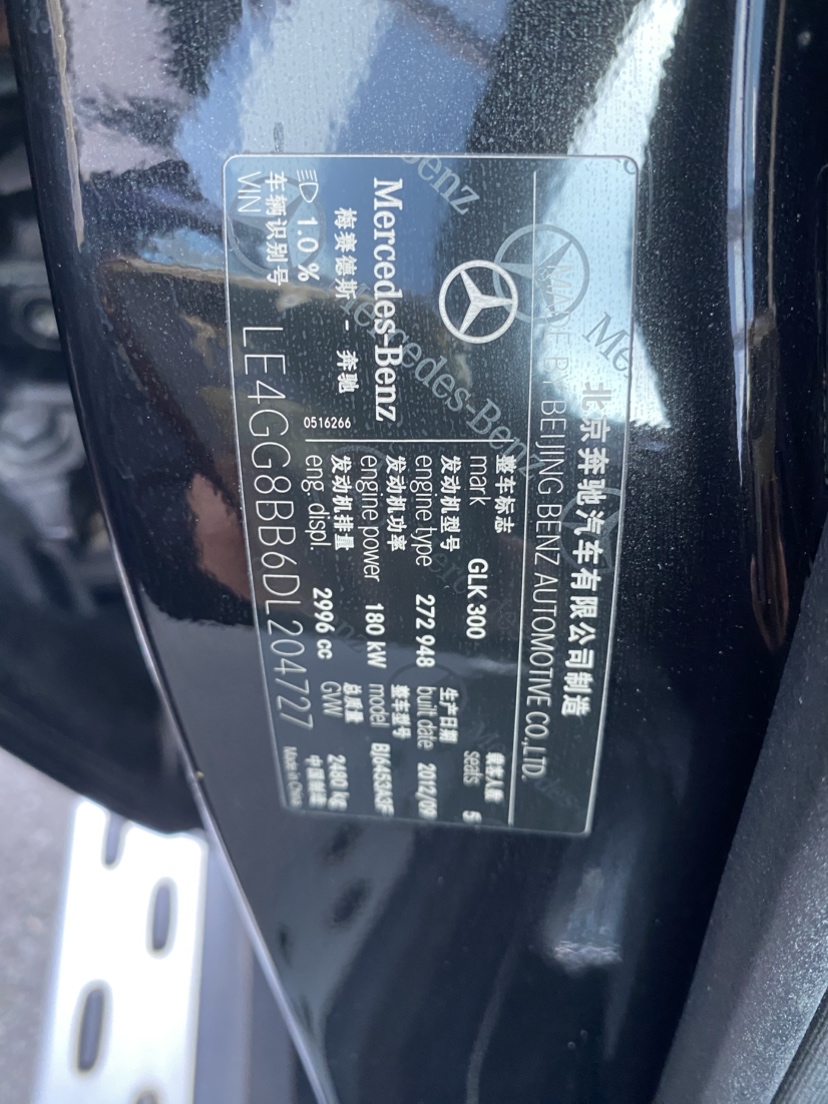 北京奔驰汽车有限公司制造
MADE BY BEIJING BENZ AUTOMOTIVE CO.,LTD.
Mercedes-Benz
梅赛德斯 - 奔驰
0516266
整车标志
mark GLK 300
载客人数
seats 5
发动机型号
engine type 272 948
生产日期
built date 2012/09
发动机功率
engine power 180 kW
整车型号
model BJ6453A3F
发动机排量
eng. displ. 2996 cc
总质量
GVW 2480 kg
1.0 %
车辆识别号
VIN LE4GG8BB6DL204727
中国制造
Made in China